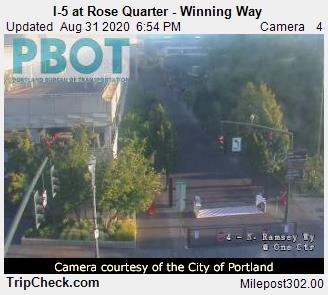 I-5 at Rose Quarter - Winning Way
Updated Aug 31 2020 6:54 PM Camera 4
PBOT
PORTLAND BUREAU OF TRANSPORTATION
4 - N. Ramsey Wy
W One Ctr
Camera courtesy of the City of Portland
TripCheck.com Milepost302.00